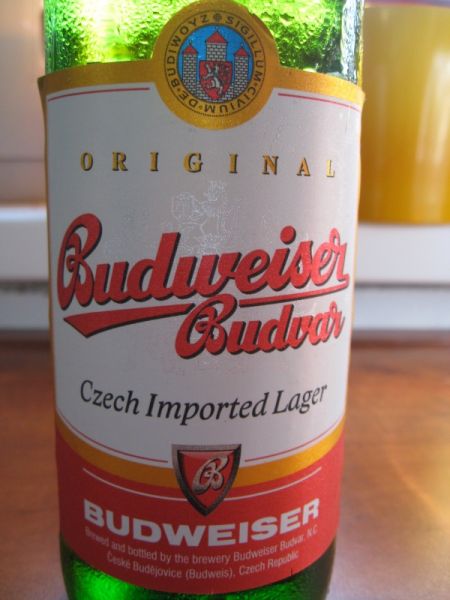 SIGILLUM·CIVIUM·DE·BUDIWOYZ
ORIGINAL
Budweiser
Budvar
Czech Imported Lager
B
BUDWEISER
Brewed and bottled by the brewery Budweiser Budvar, N.C
České Budějovice (Budweis), Czech Republic